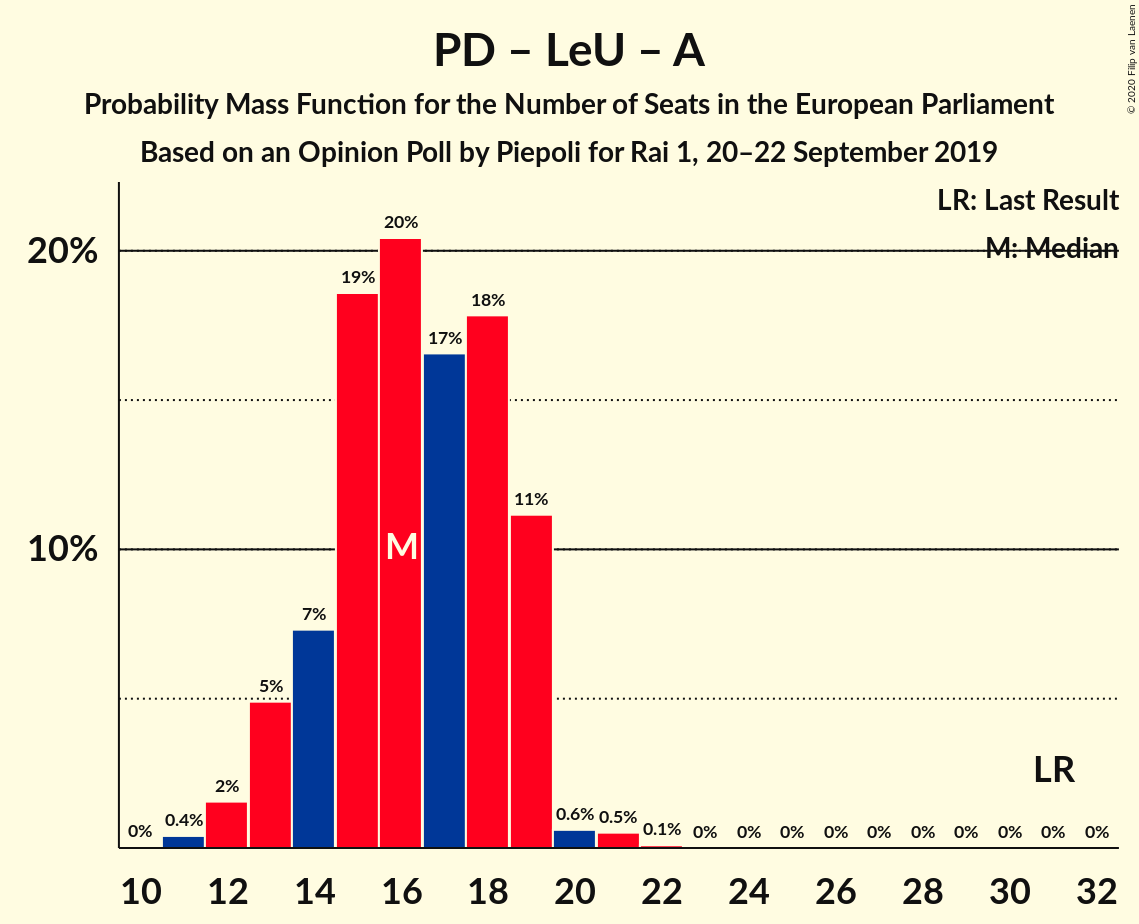 © 2020 Filip van Laenen
PD – LeU – A
Probability Mass Function for the Number of Seats in the European Parliament
Based on an Opinion Poll by Piepoli for Rai 1, 20–22 September 2019
LR: Last Result
M: Median
20%
10%
0%
0.4%
2%
5%
7%
19%
20%
17%
18%
11%
0.6%
0.5%
0.1%
0%
0%
0%
0%
0%
0%
0%
0%
0%
0%
M
LR
10 12 14 16 18 20 22 24 26 28 30 32